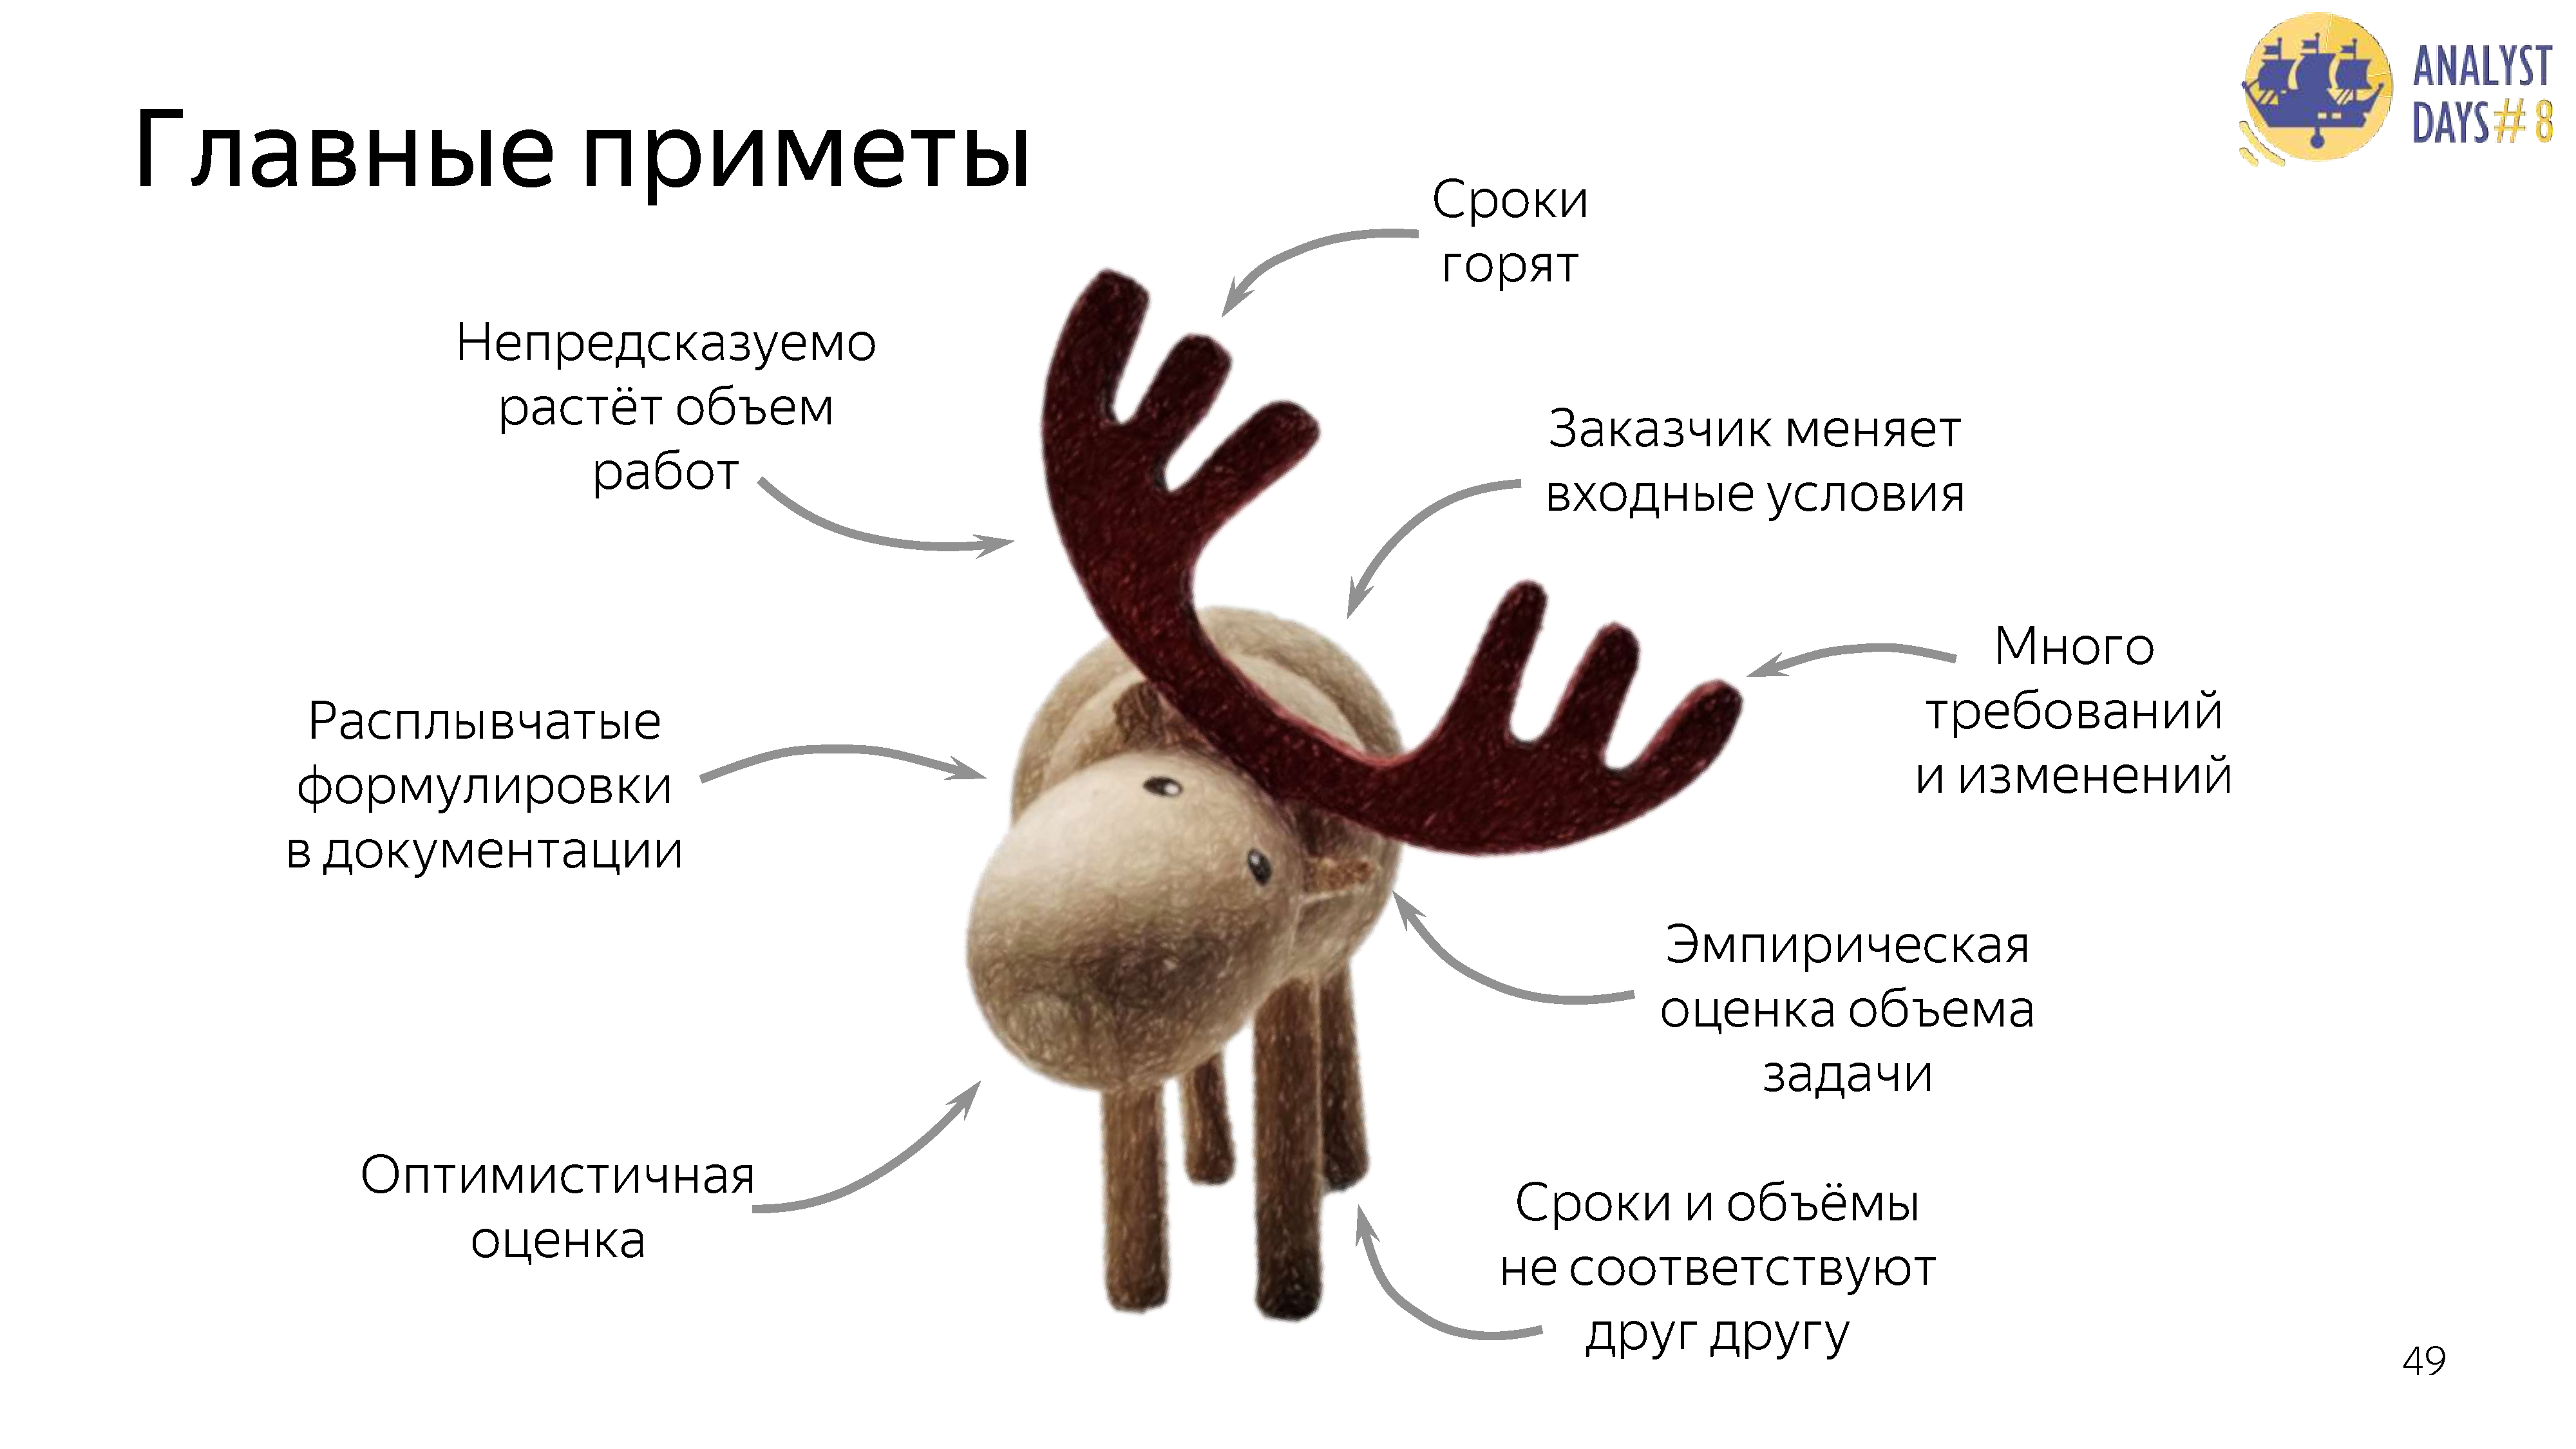 Главные приметы
ANALYST
DAYS#8
Сроки
горят
Непредсказуемо
растёт объем
работ
Заказчик меняет
входные условия
Много
требований
и изменений
Расплывчатые
формулировки
в документации
Эмпирическая
оценка объема
задачи
Оптимистичная
оценка
Сроки и объёмы
не соответствуют
друг другу
49